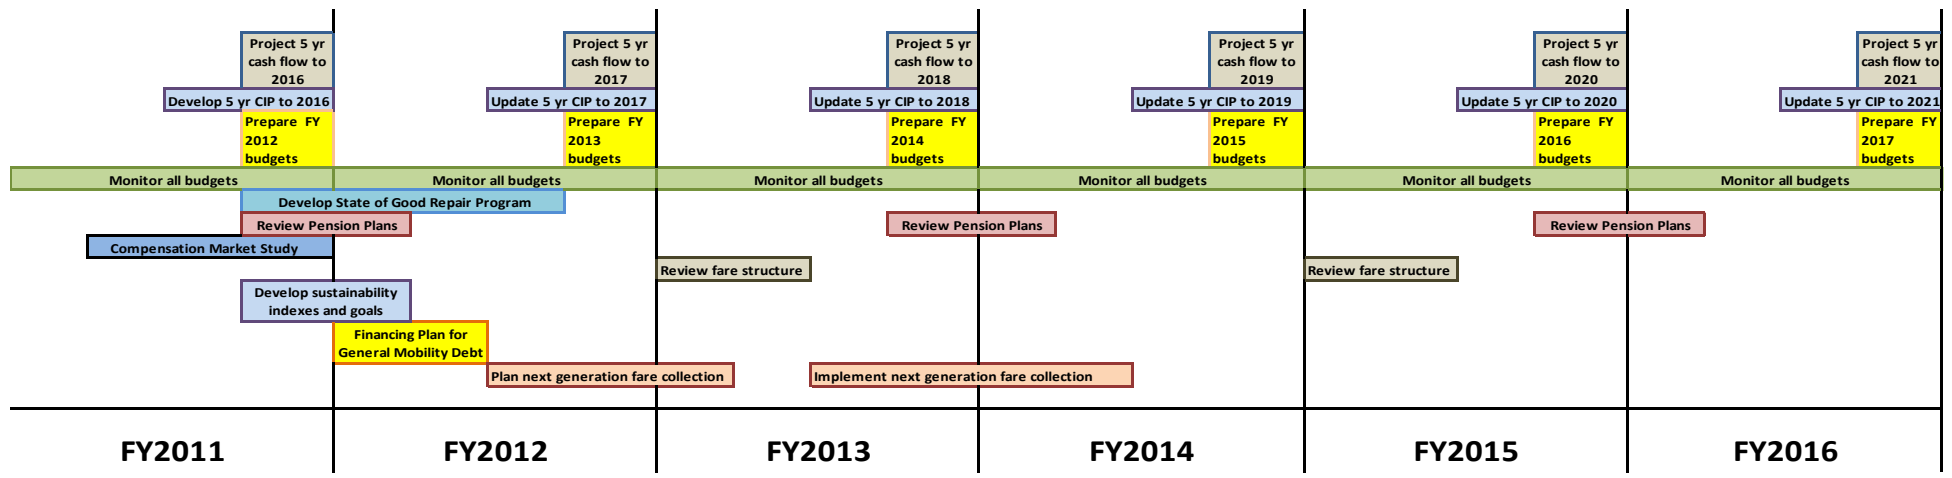 Project 5 yr
cash flow to
2016
Project 5 yr
cash flow to
2017
Project 5 yr
cash flow to
2018
Project 5 yr
cash flow to
2019
Project 5 yr
cash flow to
2020
Project 5 yr
cash flow to
2021
Develop 5 yr CIP to 2016
Update 5 yr CIP to 2017
Update 5 yr CIP to 2018
Update 5 yr CIP to 2019
Update 5 yr CIP to 2020
Update 5 yr CIP to 2021
Prepare FY
2012
budgets
Prepare FY
2013
budgets
Prepare FY
2014
budgets
Prepare FY
2015
budgets
Prepare FY
2016
budgets
Prepare FY
2017
budgets
Monitor all budgets
Monitor all budgets
Monitor all budgets
Monitor all budgets
Monitor all budgets
Monitor all budgets
Develop State of Good Repair Program
Review Pension Plans
Review Pension Plans
Review Pension Plans
Compensation Market Study
Review fare structure
Review fare structure
Develop sustainability
indexes and goals
Financing Plan for
General Mobility Debt
Plan next generation fare collection
Implement next generation fare collection
FY2011
FY2012
FY2013
FY2014
FY2015
FY2016